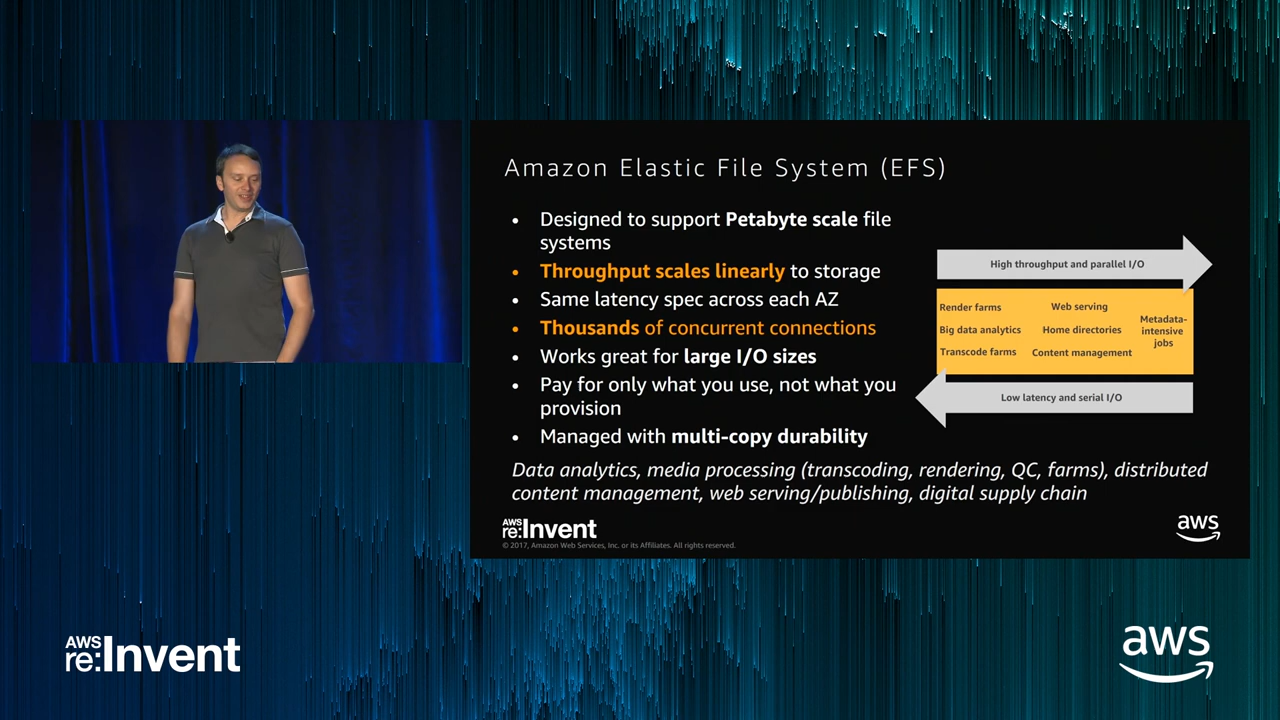 Amazon Elastic File System (EFS)
• Designed to support Petabyte scale file
systems
• Throughput scales linearly to storage
• Same latency spec across each AZ
• Thousands of concurrent connections
• Works great for large I/O sizes
• Pay for only what you use, not what you
provision
• Managed with multi-copy durability
High throughput and parallel I/O
Render farms
Big data analytics
Transcode farms
Web serving
Home directories
Content management
Metadata-
intensive
jobs
Low latency and serial I/O
Data analytics, media processing (transcoding, rendering, QC, farms), distributed
content management, web serving/publishing, digital supply chain
AWS
re:Invent
© 2017, Amazon Web Services, Inc. or its Affiliates. All rights reserved.
aws
AWS
re:Invent
aws